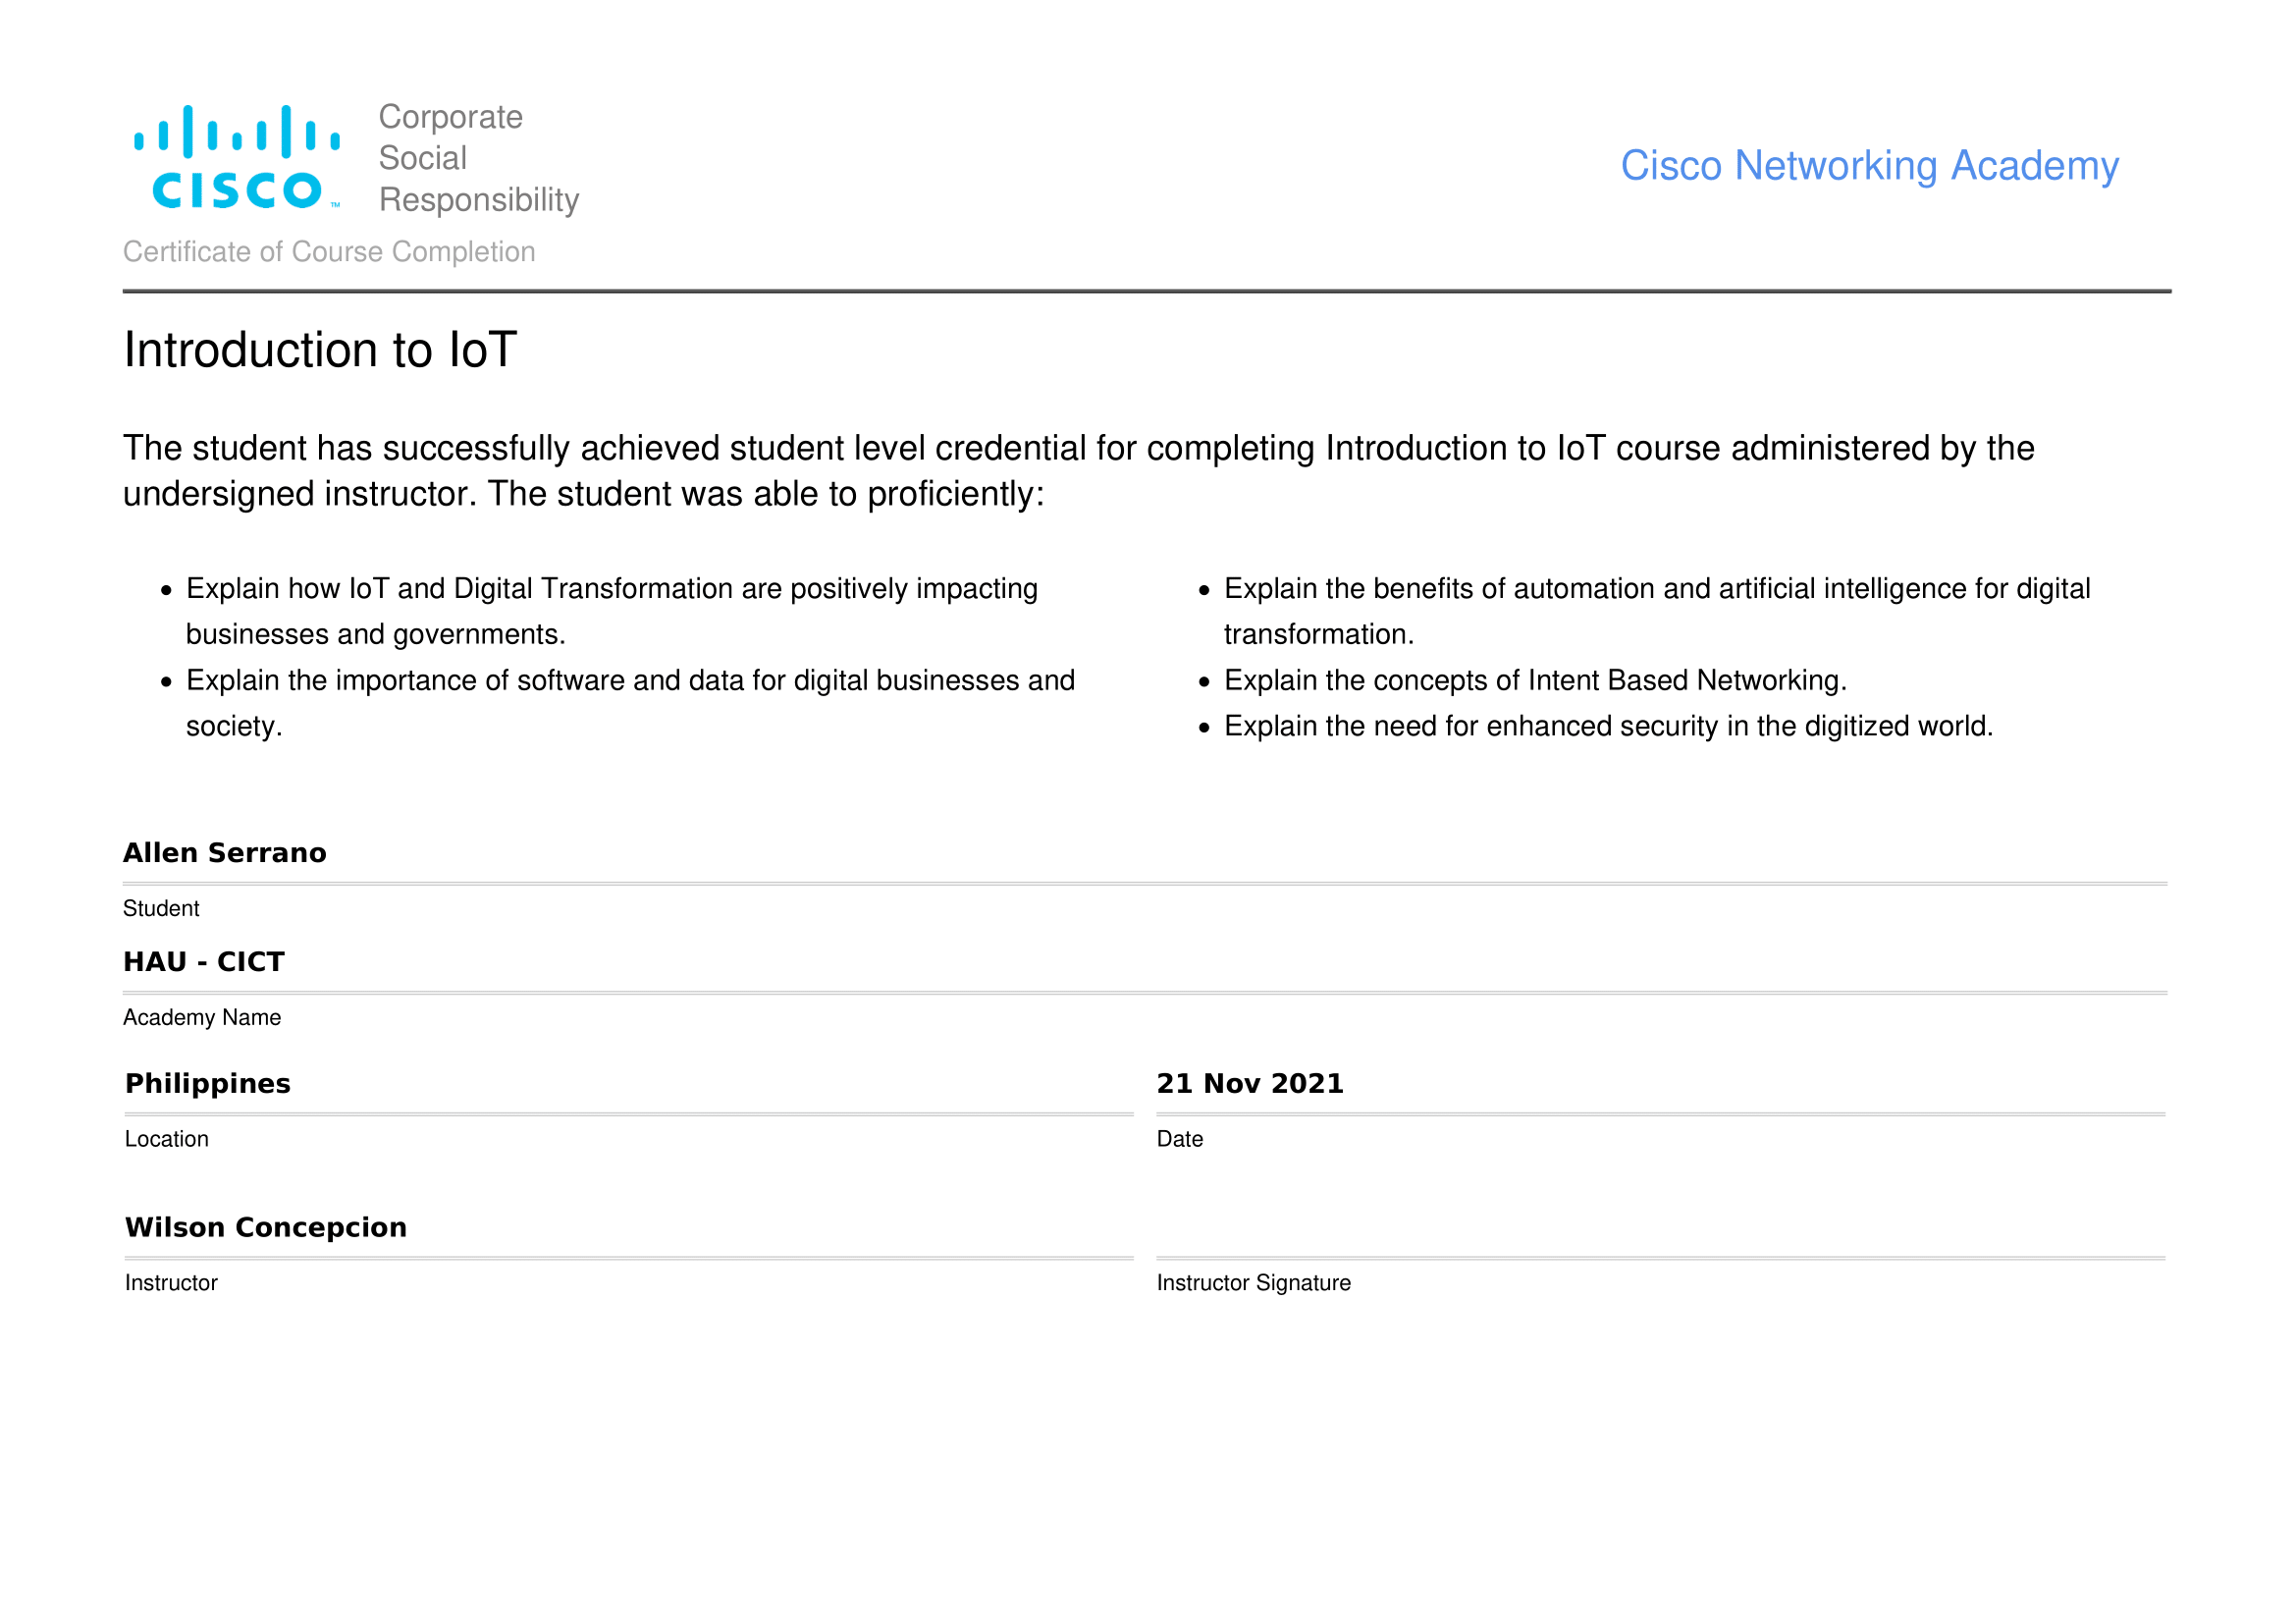 Corporate
Social
Responsibility
CISCO™
Cisco Networking Academy
Certificate of Course Completion
Introduction to IoT
The student has successfully achieved student level credential for completing Introduction to IoT course administered by the
undersigned instructor. The student was able to proficiently:
• Explain how IoT and Digital Transformation are positively impacting
businesses and governments.
• Explain the importance of software and data for digital businesses and
society.
• Explain the benefits of automation and artificial intelligence for digital
transformation.
• Explain the concepts of Intent Based Networking.
• Explain the need for enhanced security in the digitized world.
Allen Serrano
Student
HAU - CICT
Academy Name
Philippines
Location
21 Nov 2021
Date
Wilson Concepcion
Instructor
Instructor Signature